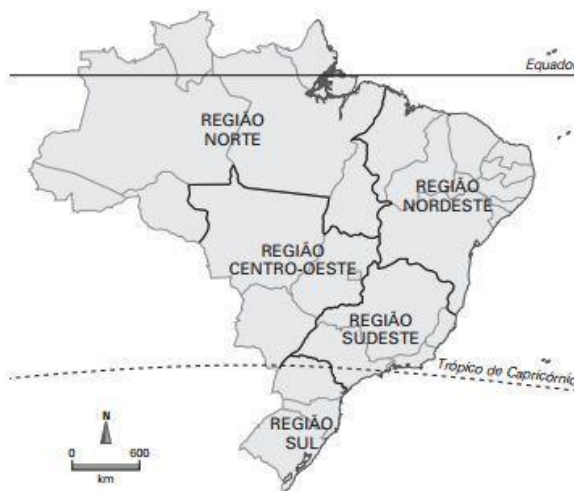 Equador
REGIÃO
NORTE
REGIÃO
NORDESTE
REGIÃO
CENTRO-OESTE
REGIÃO
SUDESTE
Trópico de Capricórnio
REGIÃO
SUL
N
0 600
km